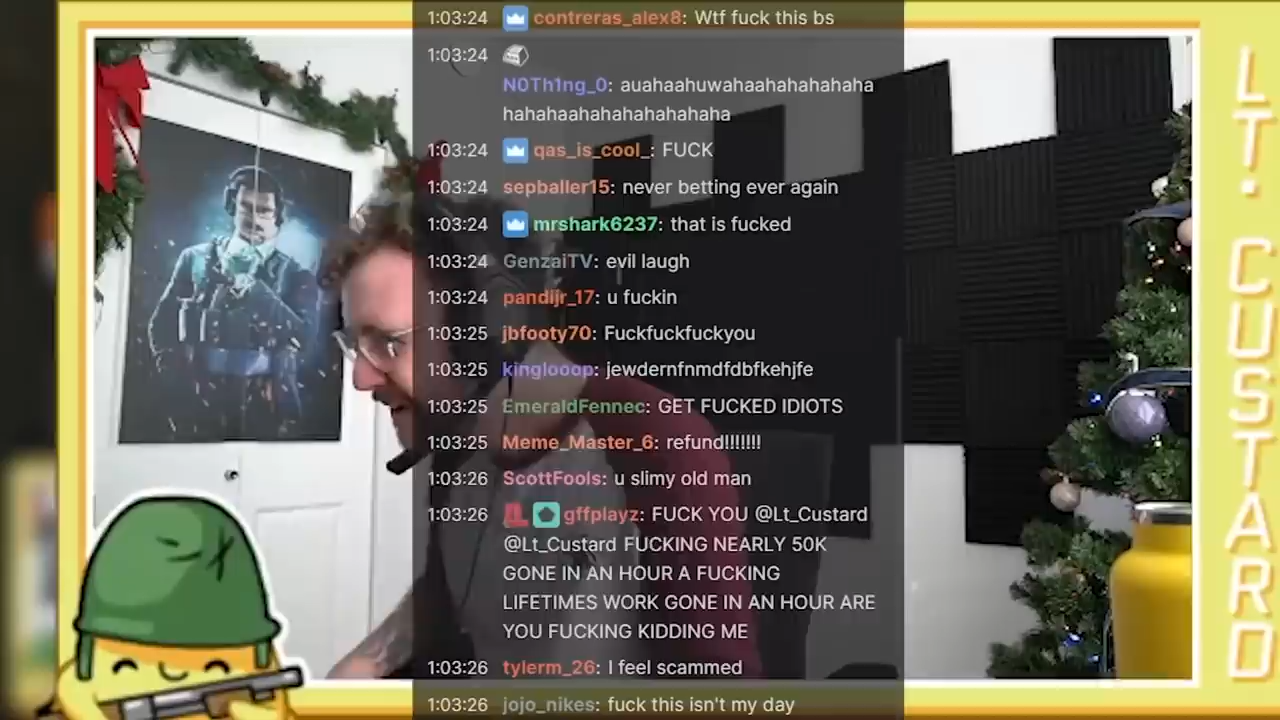 1:03:24 contreras_alex8: Wtf fuck this bs
1:03:24
N0Th1ng_0: auahaahuwahaahahahahaha
hahahaahahahahahahaha
1:03:24 qas_is_cool_: FUCK
1:03:24 sepballer15: never betting ever again
1:03:24 mrshark6237: that is fucked
1:03:24 GenzaiTV: evil laugh
1:03:24 pandijr_17: u fuckin
1:03:25 jbfooty70: Fuckfuckfuckyou
1:03:25 kinglooop: jewdernfnmdfdbfkehjfe
1:03:25 EmeraldFennec: GET FUCKED IDIOTS
1:03:25 Meme_Master_6: refund!!!!!!!
1:03:26 ScottFools: u slimy old man
1:03:26 gffplayz: FUCK YOU @Lt_Custard
@Lt_Custard FUCKING NEARLY 50K
GONE IN AN HOUR A FUCKING
LIFETIMES WORK GONE IN AN HOUR ARE
YOU FUCKING KIDDING ME
1:03:26 tylerm_26: I feel scammed
1:03:26 jojo_nikes: fuck this isn't my day
LT. CUSTARD